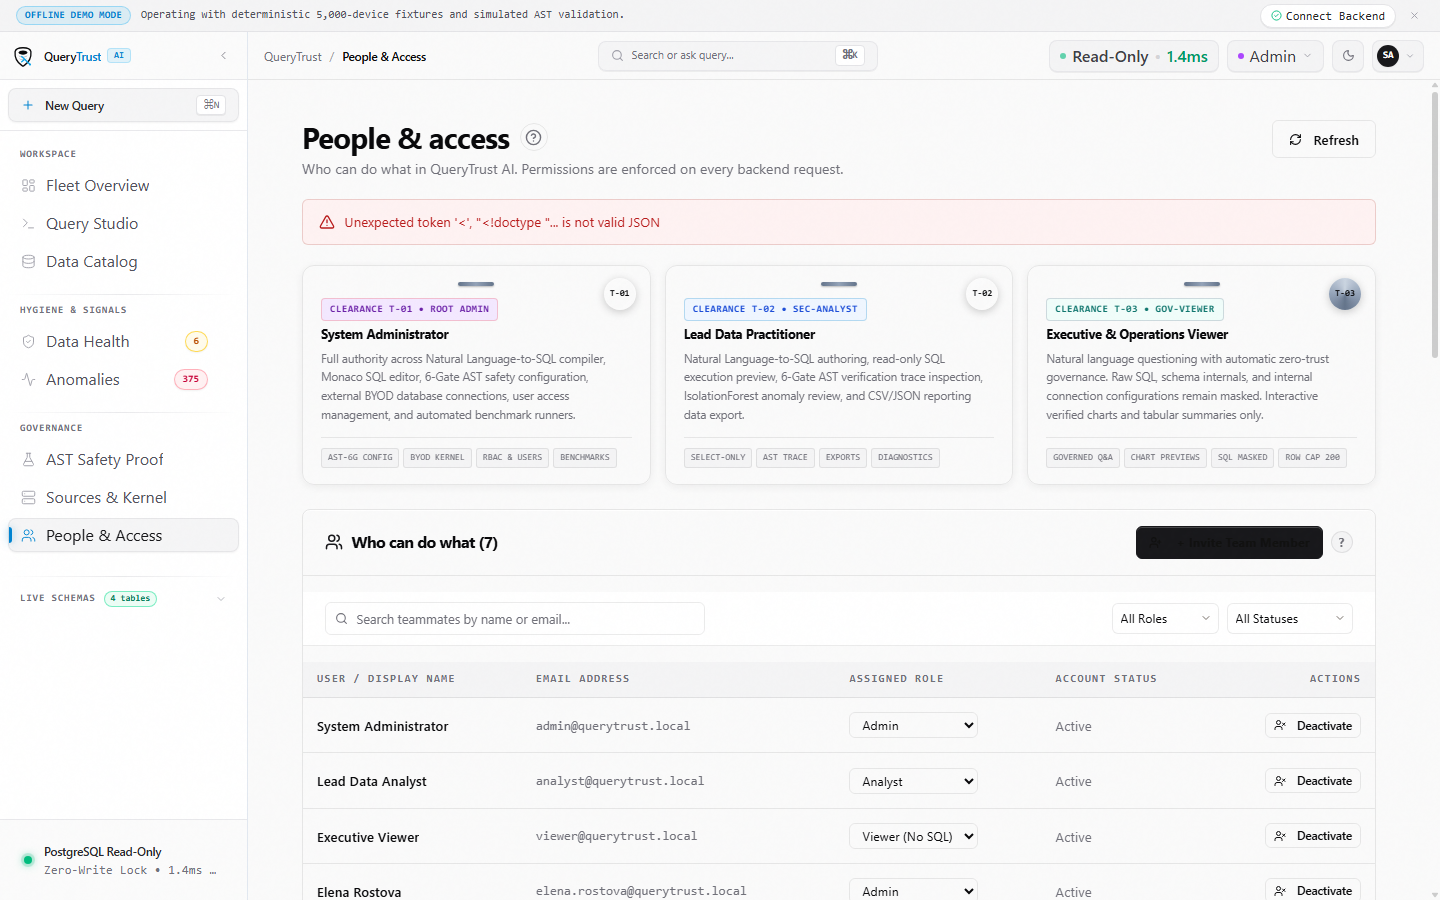 OFFLINE DEMO MODE Operating with deterministic 5,000-device fixtures and simulated AST validation. Connect Backend
QueryTrust AI
QueryTrust / People & Access
Search or ask query... ⌘K
Read-Only • 1.4ms
Admin
SA
New Query ⌘N
WORKSPACE
Fleet Overview
Query Studio
Data Catalog
HYGIENE & SIGNALS
Data Health 6
Anomalies 375
GOVERNANCE
AST Safety Proof
Sources & Kernel
People & Access
LIVE SCHEMAS 4 tables
PostgreSQL Read-Only
Zero-Write Lock • 1.4ms …
People & access ?
Refresh
Who can do what in QueryTrust AI. Permissions are enforced on every backend request.
Unexpected token '<', "<!doctype "... is not valid JSON
T-01
CLEARANCE T-01 • ROOT ADMIN
System Administrator
Full authority across Natural Language-to-SQL compiler,
Monaco SQL editor, 6-Gate AST safety configuration,
external BYOD database connections, user access
management, and automated benchmark runners.
AST-6G CONFIG BYOD KERNEL RBAC & USERS BENCHMARKS
T-02
CLEARANCE T-02 • SEC-ANALYST
Lead Data Practitioner
Natural Language-to-SQL authoring, read-only SQL
execution preview, 6-Gate AST verification trace inspection,
IsolationForest anomaly review, and CSV/JSON reporting
data export.
SELECT-ONLY AST TRACE EXPORTS DIAGNOSTICS
T-03
CLEARANCE T-03 • GOV-VIEWER
Executive & Operations Viewer
Natural language questioning with automatic zero-trust
governance. Raw SQL, schema internals, and internal
connection configurations remain masked. Interactive
verified charts and tabular summaries only.
GOVERNED Q&A CHART PREVIEWS SQL MASKED ROW CAP 200
Who can do what (7)
+ Invite Team Member ?
Search teammates by name or email...
All Roles All Statuses
USER / DISPLAY NAME EMAIL ADDRESS ASSIGNED ROLE ACCOUNT STATUS ACTIONS
System Administrator admin@querytrust.local Admin Active Deactivate
Lead Data Analyst analyst@querytrust.local Analyst Active Deactivate
Executive Viewer viewer@querytrust.local Viewer (No SQL) Active Deactivate
Elena Rostova elena.rostova@querytrust.local Admin Active Deactivate